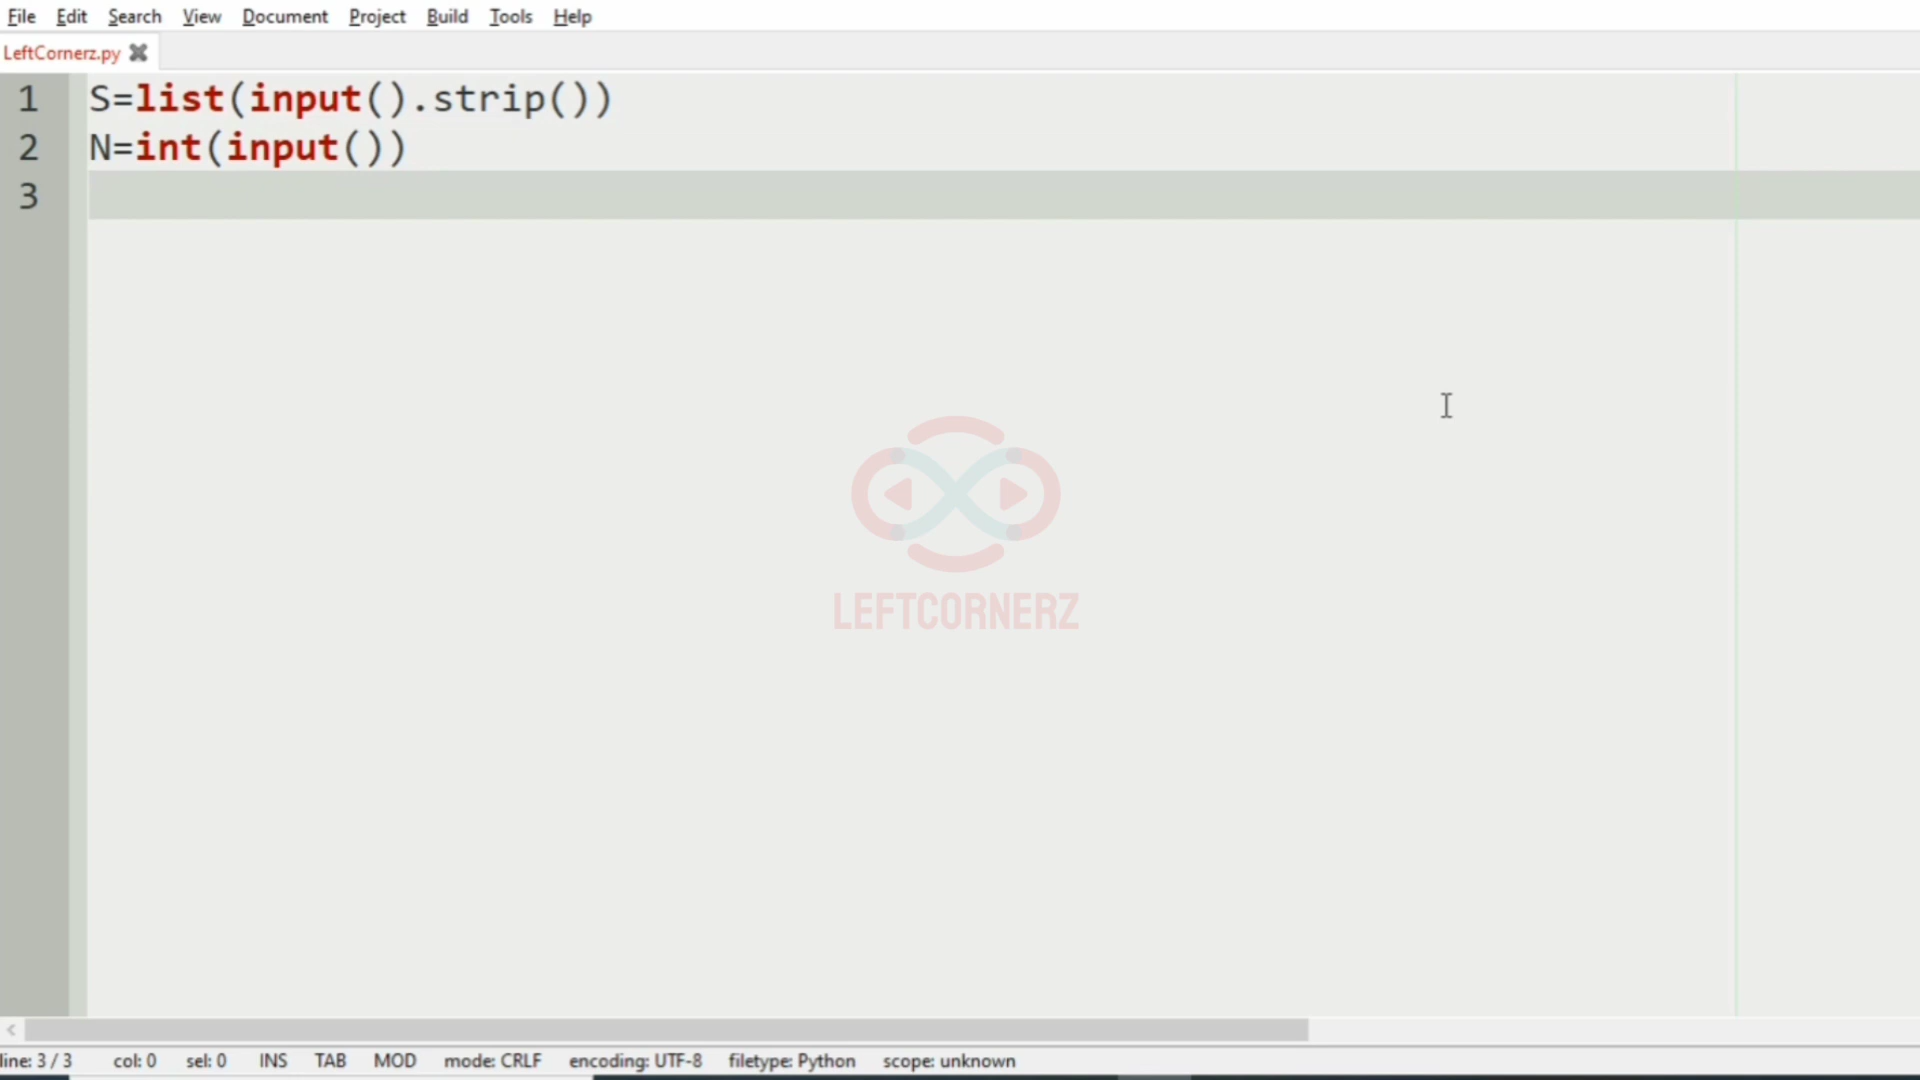 File Edit Search View Document Project Build Tools Help
LeftCornerz.py
1 S=list(input().strip())
2 N=int(input())
3
LEFTCORNERZ
line: 3 / 3 col: 0 sel: 0 INS TAB MOD mode: CRLF encoding: UTF-8 filetype: Python scope: unknown